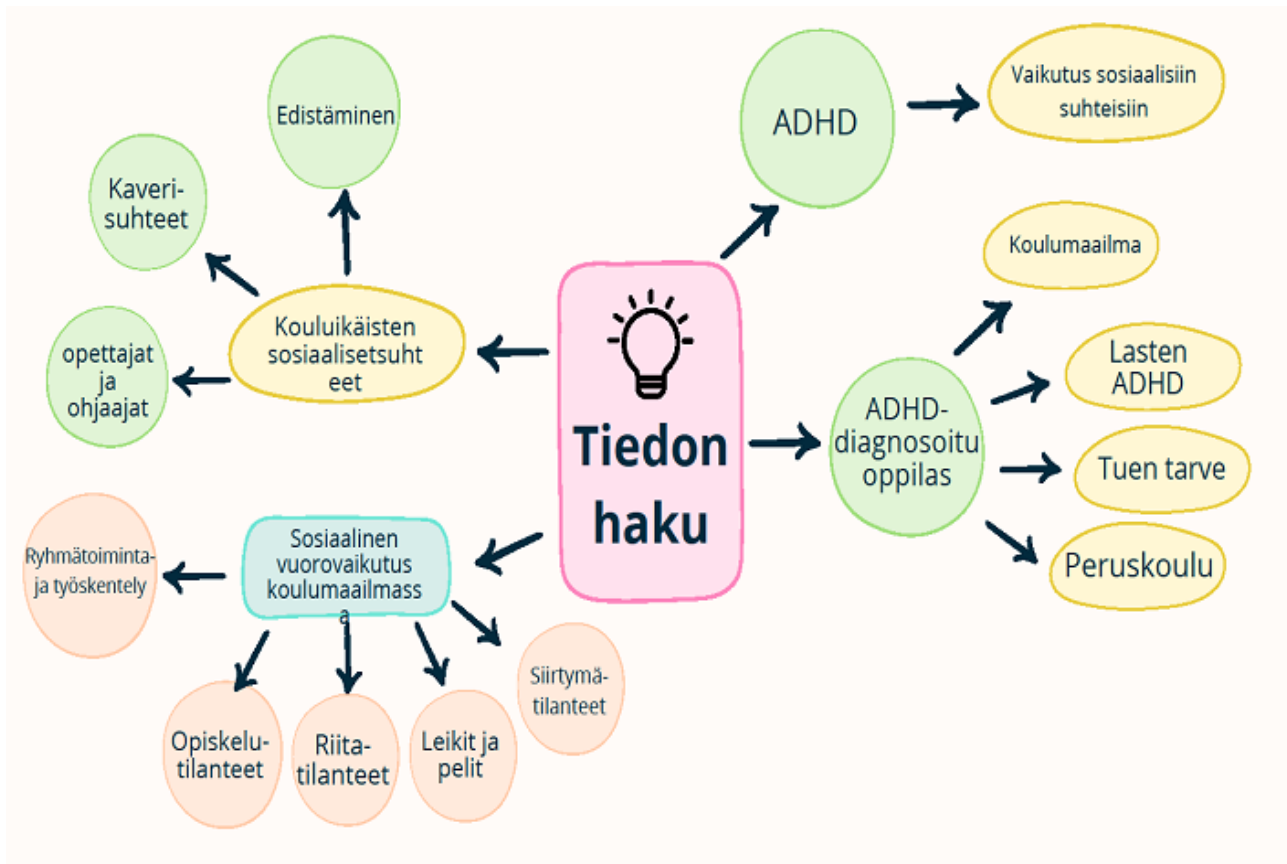 Edistäminen
Kaveri-
suhteet
opettajat
ja
ohjaajat
Kouluikäisten
sosiaalisetsuht
eet
Tiedon
haku
ADHD
Vaikutus sosiaalisiin
suhteisiin
ADHD-
diagnosoitu
oppilas
Koulumaailma
Lasten
ADHD
Tuen tarve
Peruskoulu
Sosiaalinen
vuorovaikutus
koulumaailmass
a
Ryhmätoiminta-
ja työskentely
Opiskelu-
tilanteet
Riita-
tilanteet
Leikit ja
pelit
Siirtymä-
tilanteet